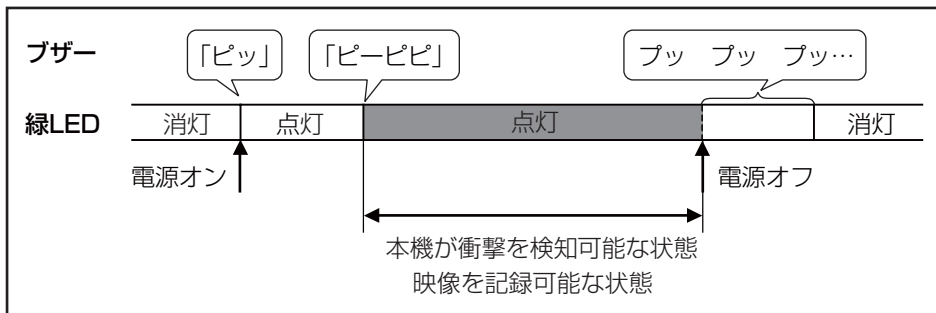 ブザー
「ピッ」
「ピーピピ」
プッ プッ プッ…
緑LED
消灯
点灯
点灯
消灯
電源オン
電源オフ
本機が衝撃を検知可能な状態
映像を記録可能な状態